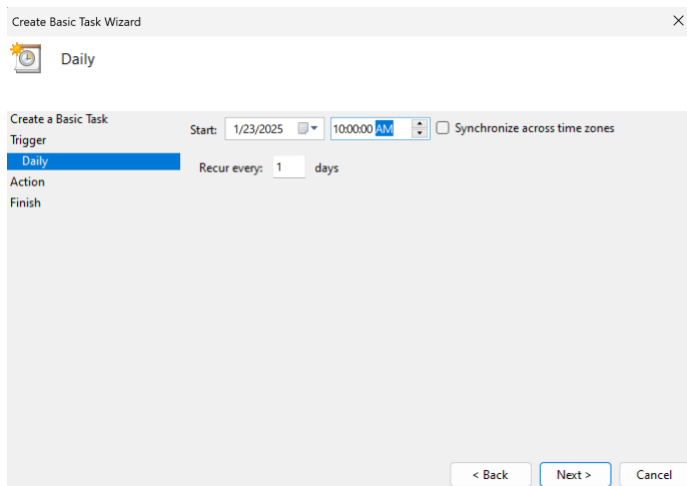 Create Basic Task Wizard
Daily
Create a Basic Task
Trigger
Daily
Action
Finish
Start: 1/23/2025 10:00:00 AM Synchronize across time zones
Recur every: 1 days
< Back Next > Cancel